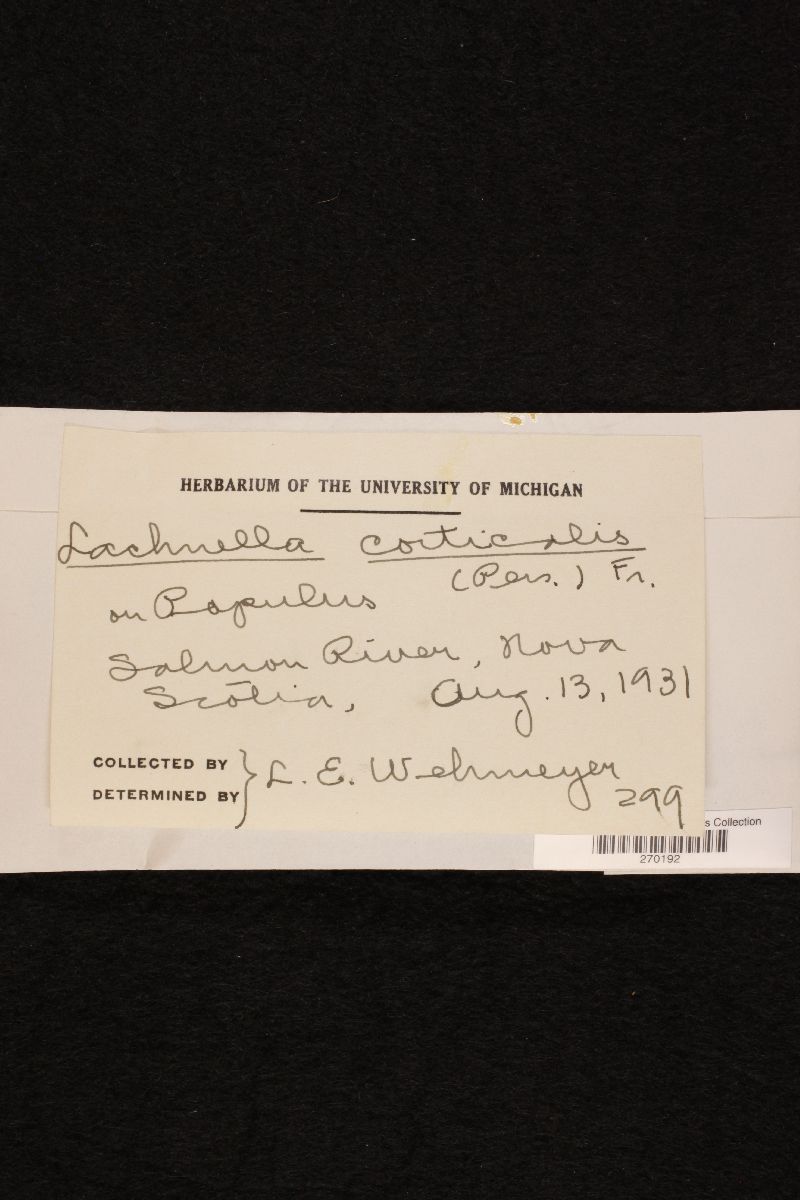 HERBARIUM OF THE UNIVERSITY OF MICHIGAN
Lachnella corticalis
(Pers.) Fr.
on Populus
Salmon River, Nova
Scotia, Aug. 13, 1931
COLLECTED BY
DETERMINED BY } L. E. Wehmeyer
299
s Collection
270192